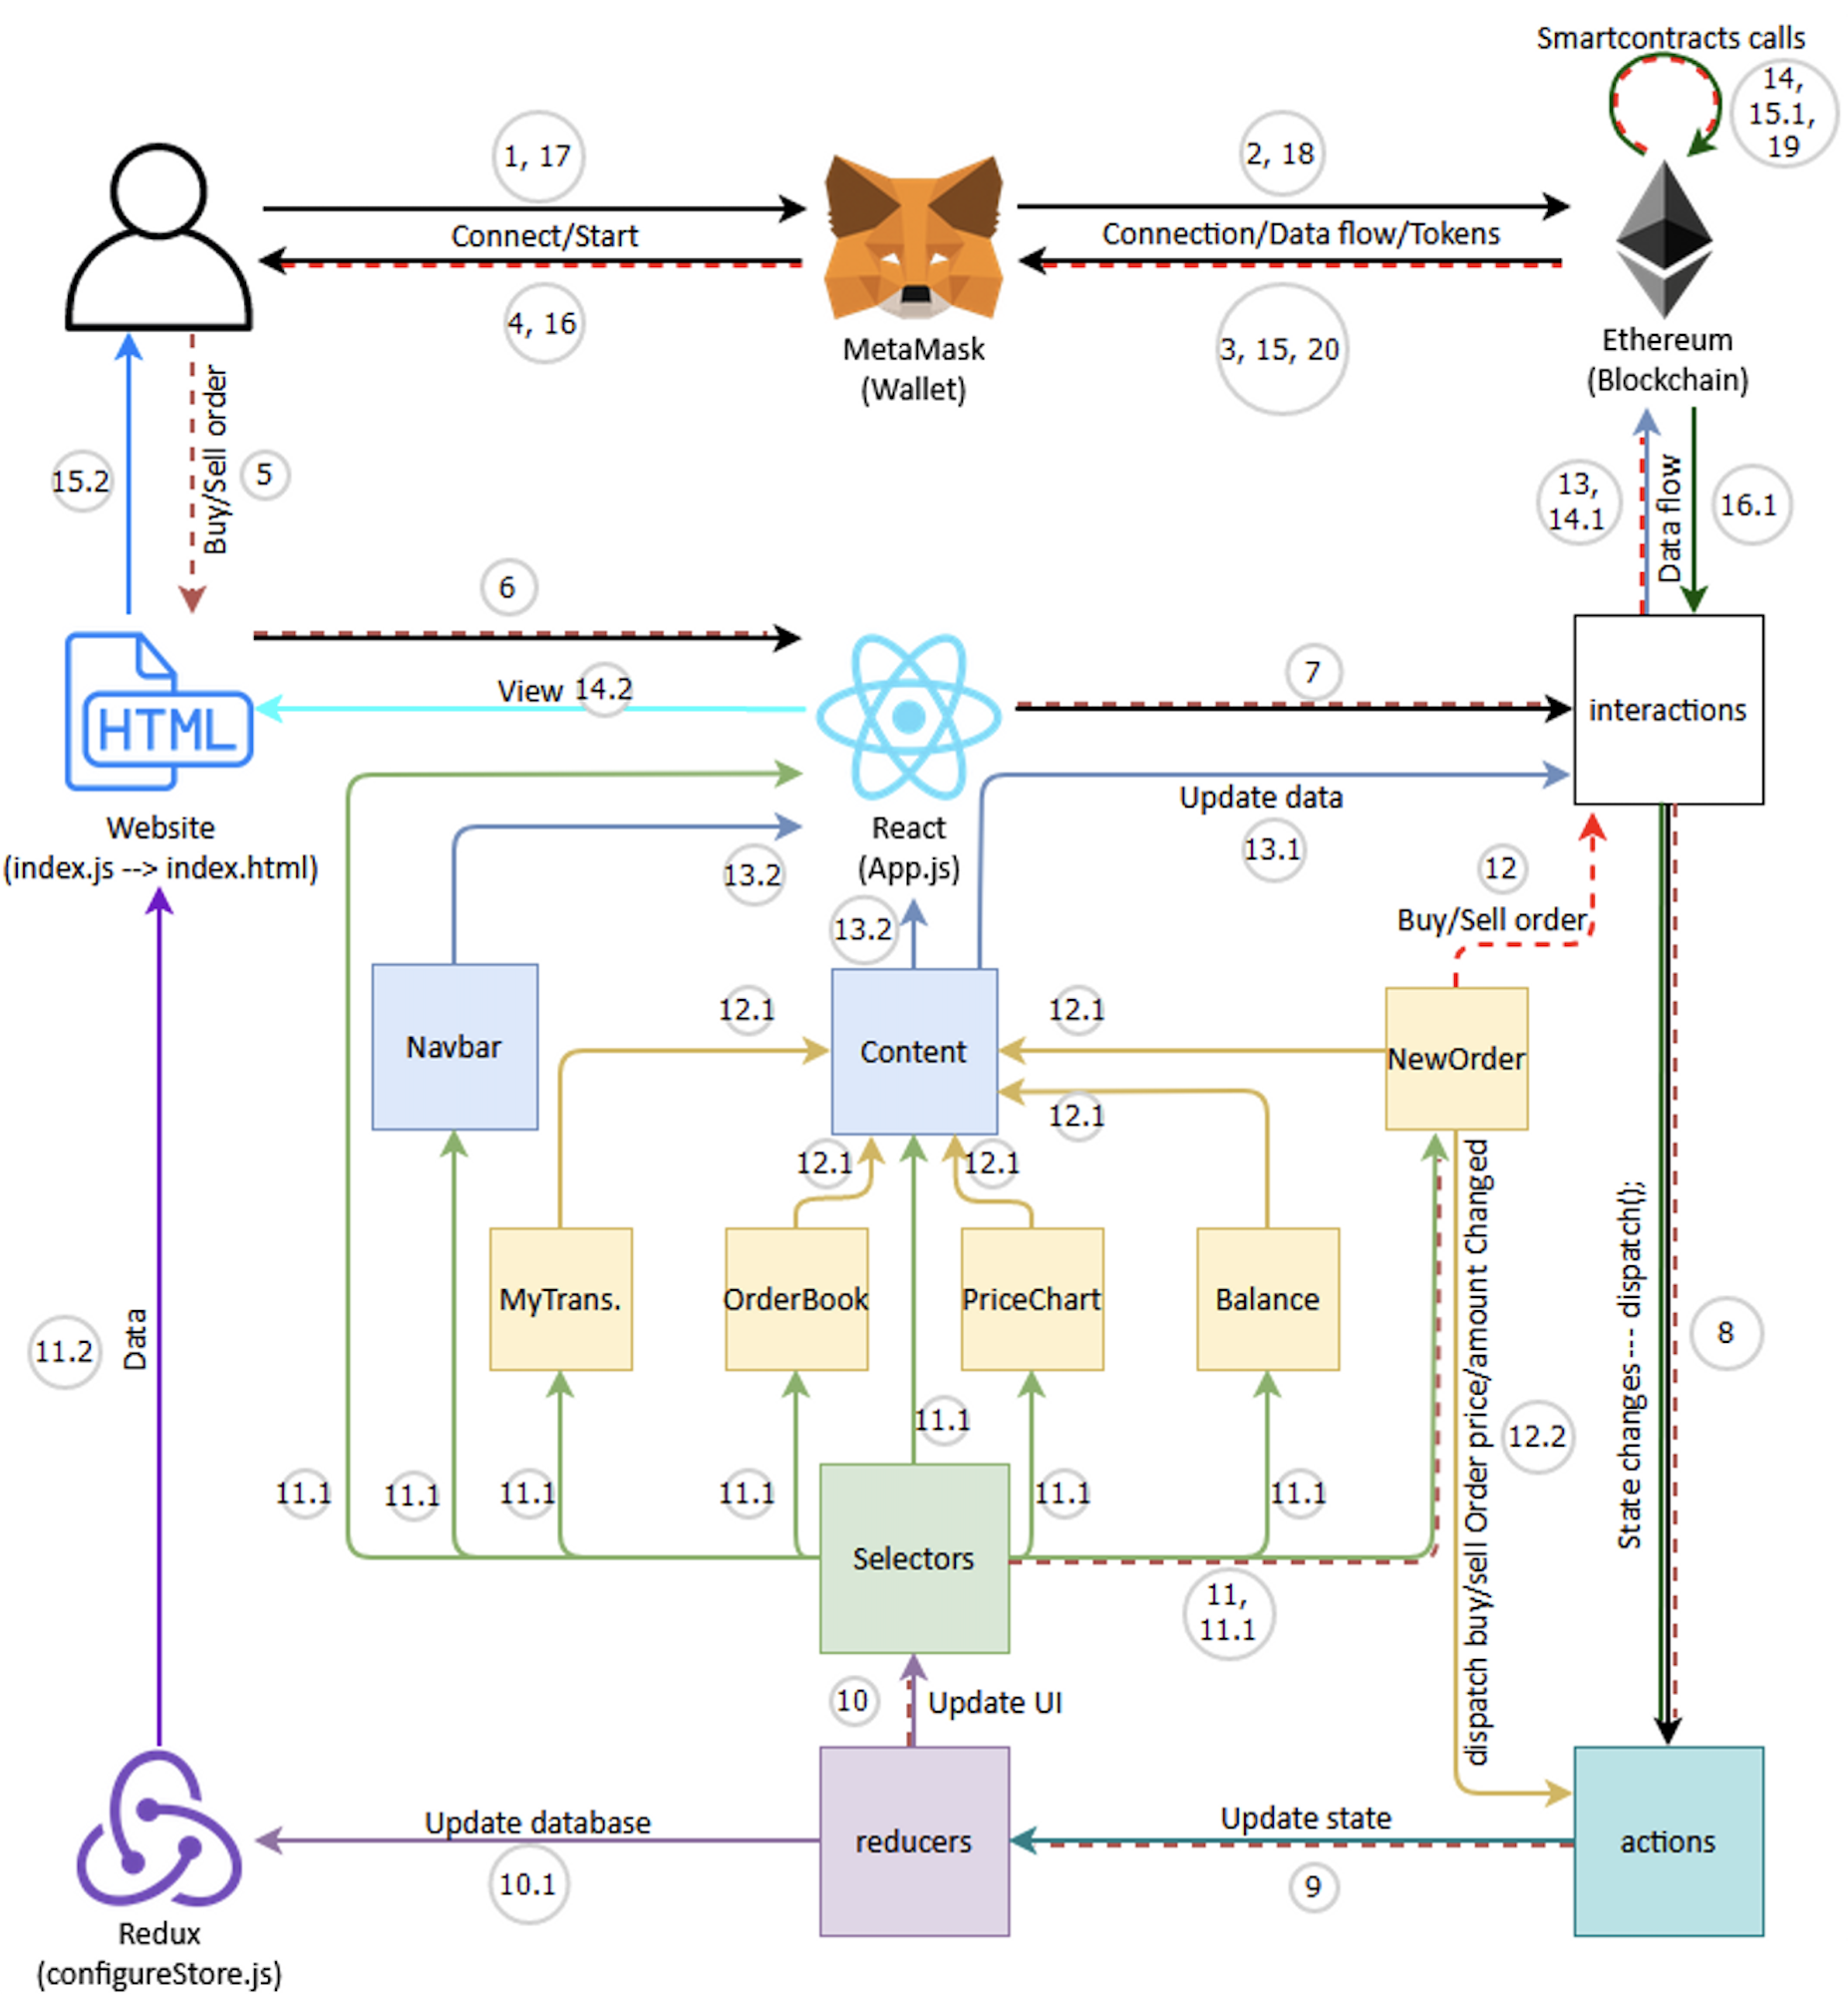 Smartcontracts calls
14,
15.1,
19
1, 17
2, 18
Connect/Start
Connection/Data flow/Tokens
4, 16
3, 15, 20
MetaMask
(Wallet)
Ethereum
(Blockchain)
15.2
Buy/Sell order
5
13,
14.1
Data flow
16.1
6
View 14.2
7
HTML
interactions
Website
(index.js --> index.html)
React
(App.js)
Update data
13.1
13.2
13.2
12
Buy/Sell order
Navbar
12.1
Content
12.1
NewOrder
12.1
12.1
12.1
MyTrans.
OrderBook
PriceChart
Balance
dispatch buy/sell Order price/amount Changed
12.2
State changes --- dispatch();
8
11.2
Data
11.1
11.1
11.1
11.1
11.1
11.1
11.1
Selectors
11,
11.1
10
Update UI
Update database
10.1
reducers
Update state
9
actions
Redux
(configureStore.js)